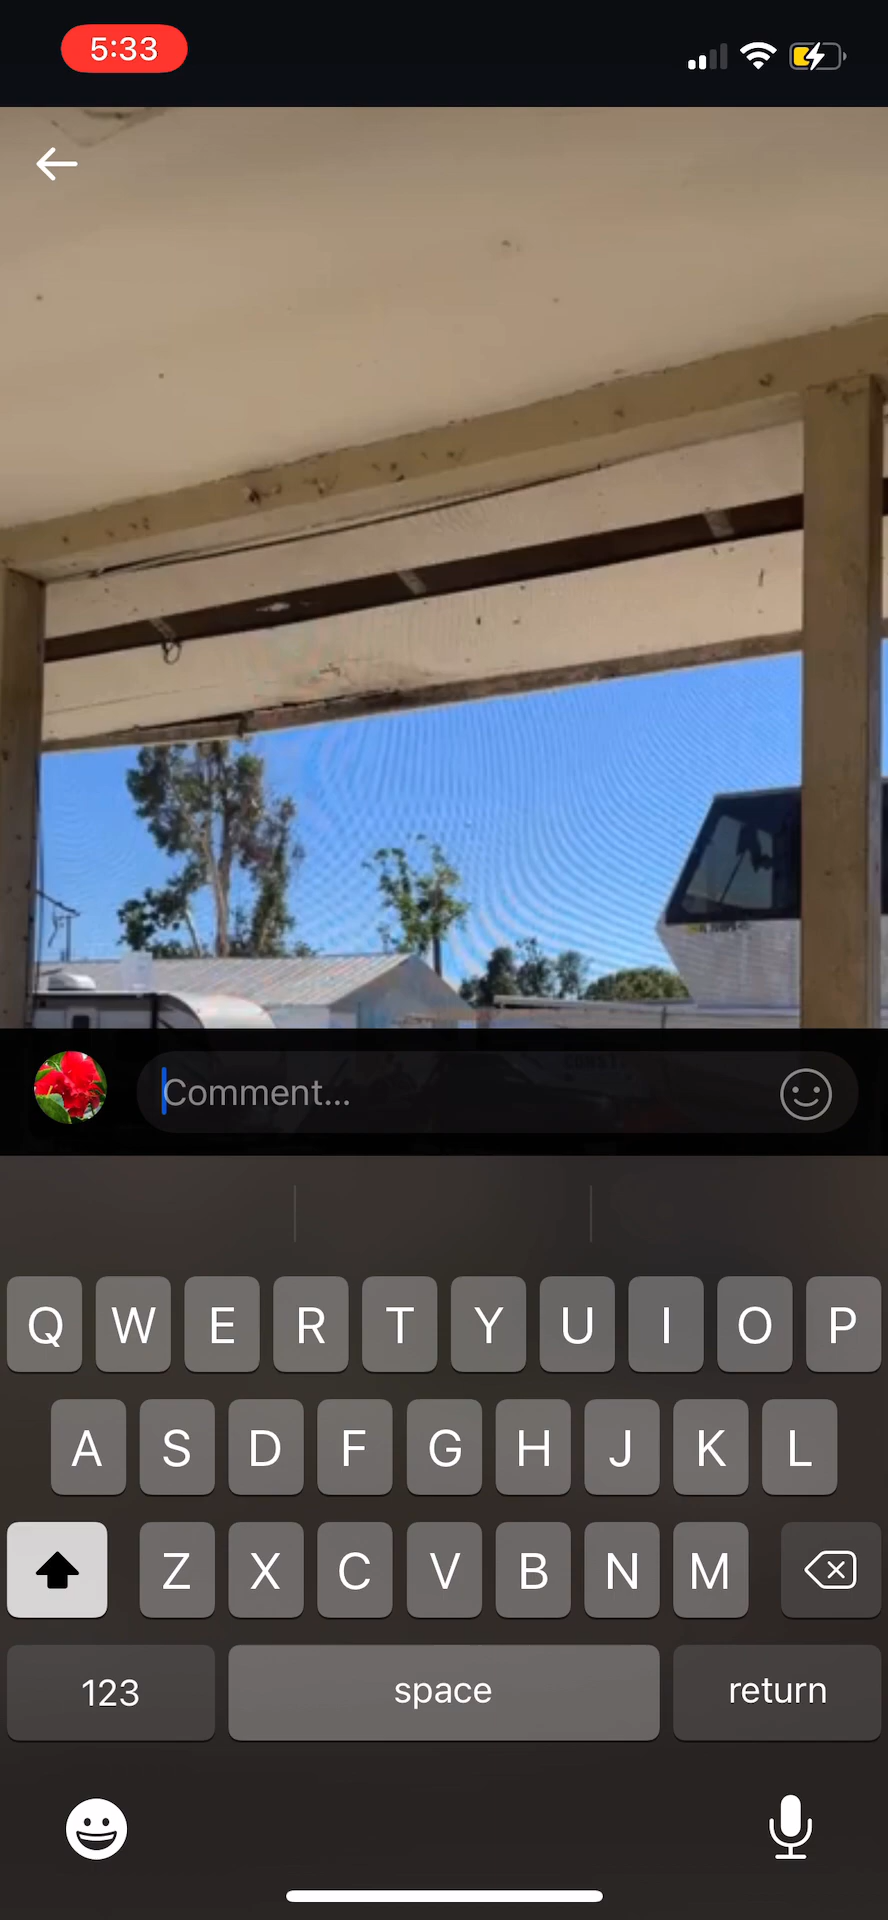 5:33
Comment...
Q W E R T Y U I O P
A S D F G H J K L
Z X C V B N M
123 space return